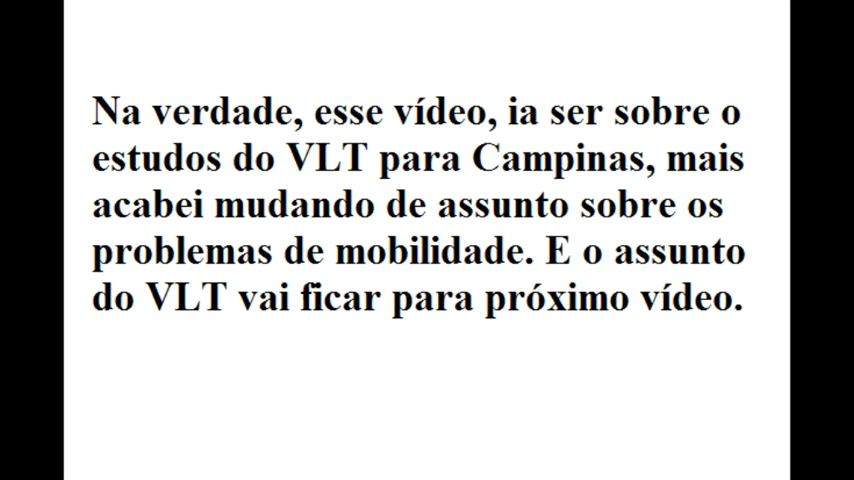 Na verdade, esse vídeo, ia ser sobre o
estudos do VLT para Campinas, mais
acabei mudando de assunto sobre os
problemas de mobilidade. E o assunto
do VLT vai ficar para próximo vídeo.